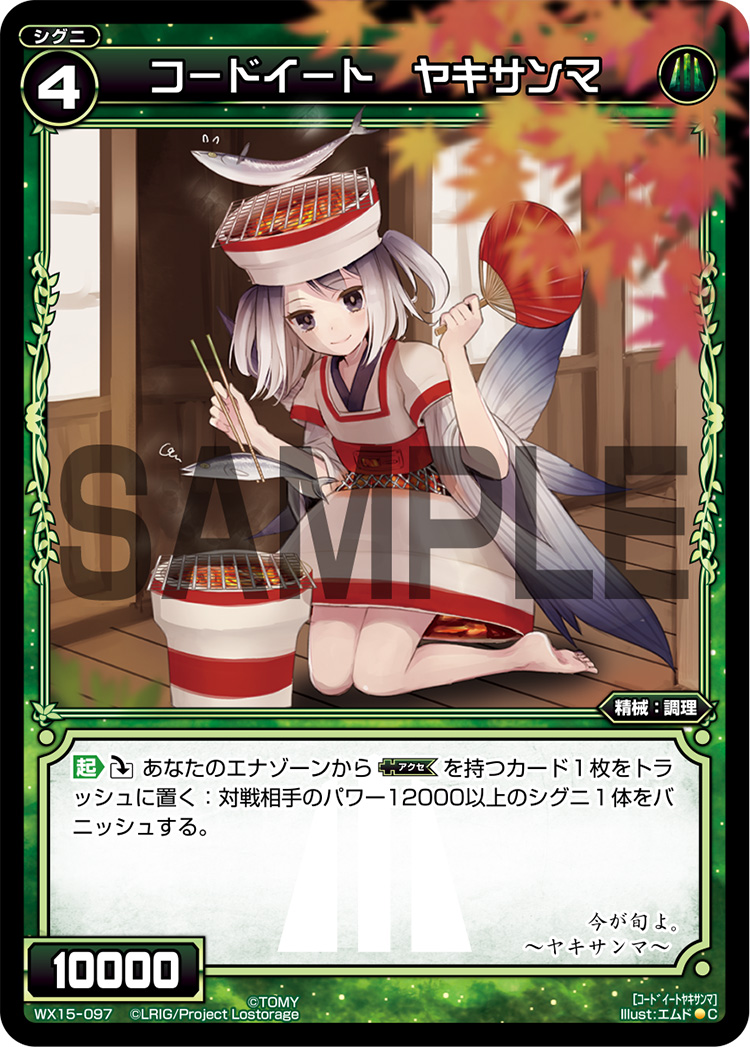 シグニ
4
コードイート ヤキサンマ
SAMPLE
精械:調理
起 あなたのエナゾーンから アクセ を持つカード1枚をトラ
ッシュに置く:対戦相手のパワー12000以上のシグニ1体をバ
ニッシュする。
今が旬よ。
~ヤキサンマ~
10000
©TOMY
WX15-097 ©LRIG/Project Lostorage
[コードイートヤキサンマ]
Illust:エムド C